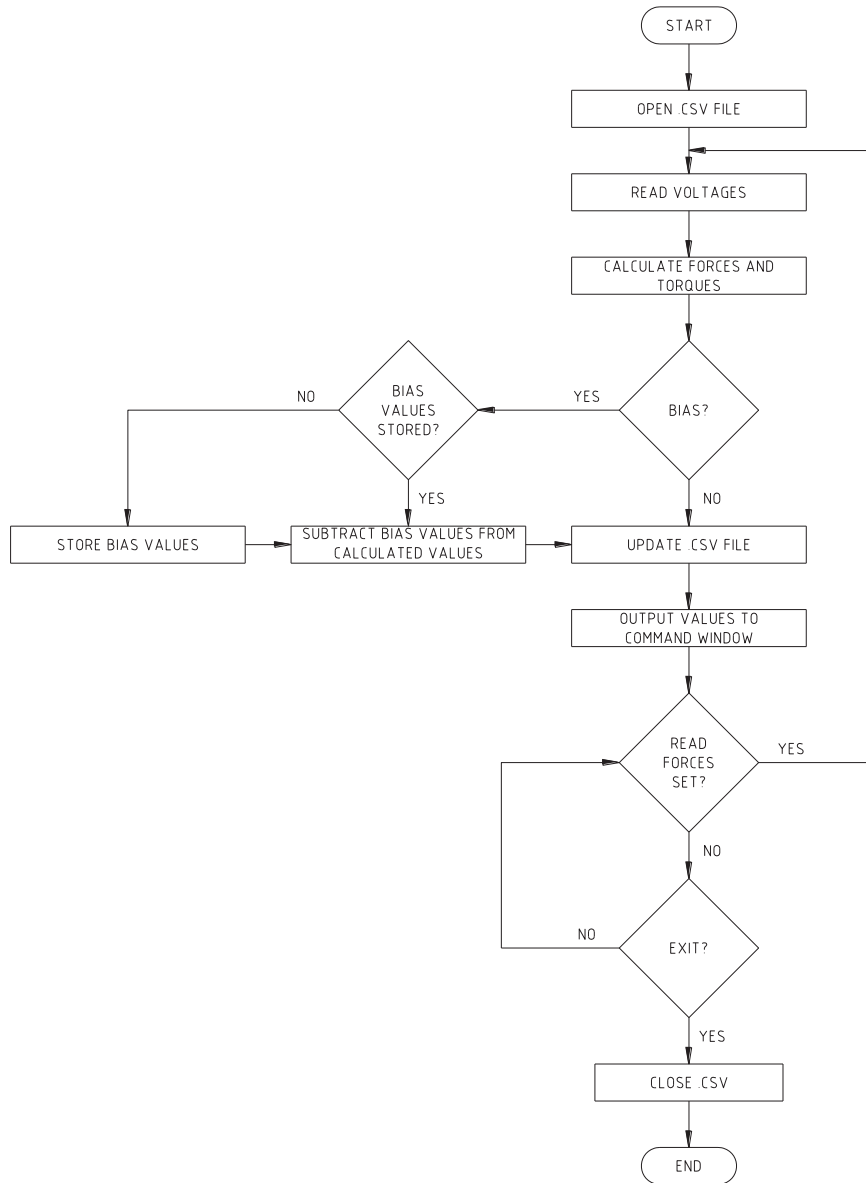 START
OPEN .CSV FILE
READ VOLTAGES
CALCULATE FORCES AND
TORQUES
BIAS?
YES
NO
BIAS
VALUES
STORED?
NO
YES
STORE BIAS VALUES
SUBTRACT BIAS VALUES FROM
CALCULATED VALUES
UPDATE .CSV FILE
OUTPUT VALUES TO
COMMAND WINDOW
READ
FORCES
SET?
YES
NO
EXIT?
NO
YES
CLOSE .CSV
END